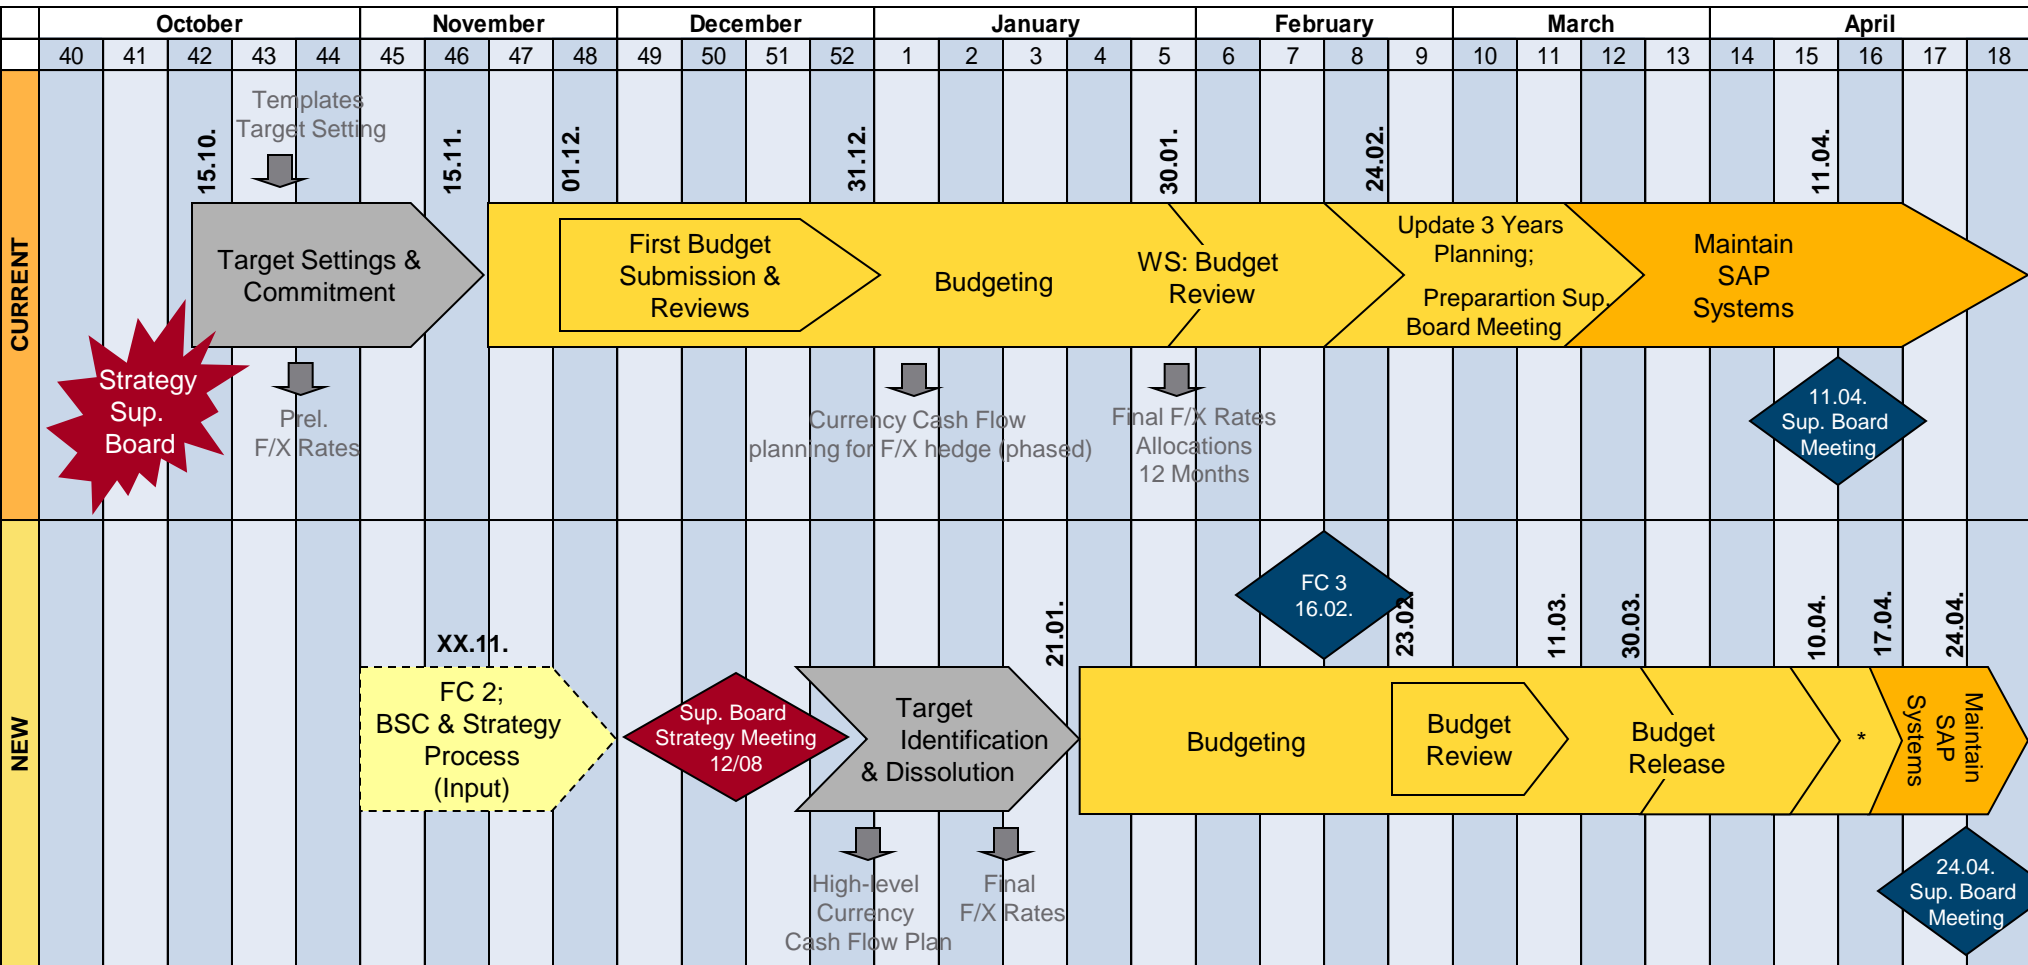 October November December January February March April
40 41 42 43 44 45 46 47 48 49 50 51 52 1 2 3 4 5 6 7 8 9 10 11 12 13 14 15 16 17 18
CURRENT
Templates
Target Setting
15.10.
15.11.
01.12.
31.12.
30.01.
24.02.
11.04.
Target Settings &
Commitment
First Budget
Submission &
Reviews
Budgeting
WS: Budget
Review
Update 3 Years
Planning;
Preparartion Sup.
Board Meeting
Maintain
SAP
Systems
Strategy
Sup.
Board
Prel.
F/X Rates
Currency Cash Flow
planning for F/X hedge (phased)
Final F/X Rates
Allocations
12 Months
11.04.
Sup. Board
Meeting
NEW
XX.11.
21.01.
FC 3
16.02.
23.02.
11.03.
30.03.
10.04.
17.04.
24.04.
FC 2;
BSC & Strategy
Process
(Input)
Sup. Board
Strategy Meeting
12/08
Target
Identification
& Dissolution
Budgeting
Budget
Review
Budget
Release
*
Maintain
SAP
Systems
High-level
Currency
Cash Flow Plan
Final
F/X Rates
24.04.
Sup. Board
Meeting